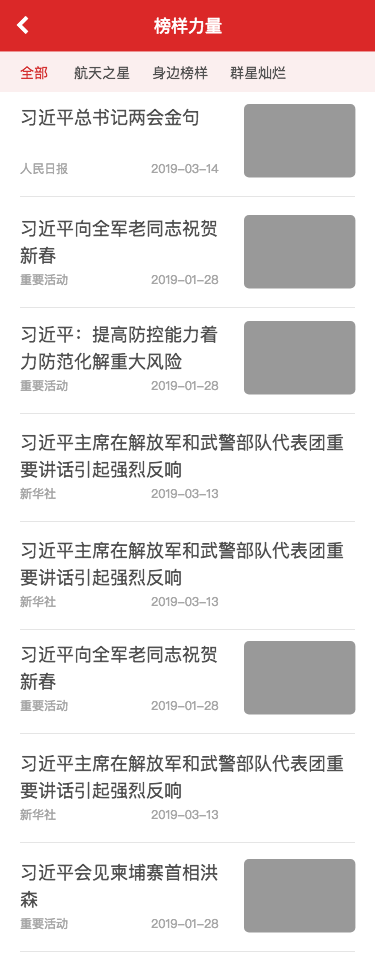 榜样力量
全部 航天之星 身边榜样 群星灿烂
习近平总书记两会金句
人民日报 2019-03-14
习近平向全军老同志祝贺
新春
重要活动 2019-01-28
习近平：提高防控能力着
力防范化解重大风险
重要活动 2019-01-28
习近平主席在解放军和武警部队代表团重
要讲话引起强烈反响
新华社 2019-03-13
习近平主席在解放军和武警部队代表团重
要讲话引起强烈反响
新华社 2019-03-13
习近平向全军老同志祝贺
新春
重要活动 2019-01-28
习近平主席在解放军和武警部队代表团重
要讲话引起强烈反响
新华社 2019-03-13
习近平会见柬埔寨首相洪
森
重要活动 2019-01-28